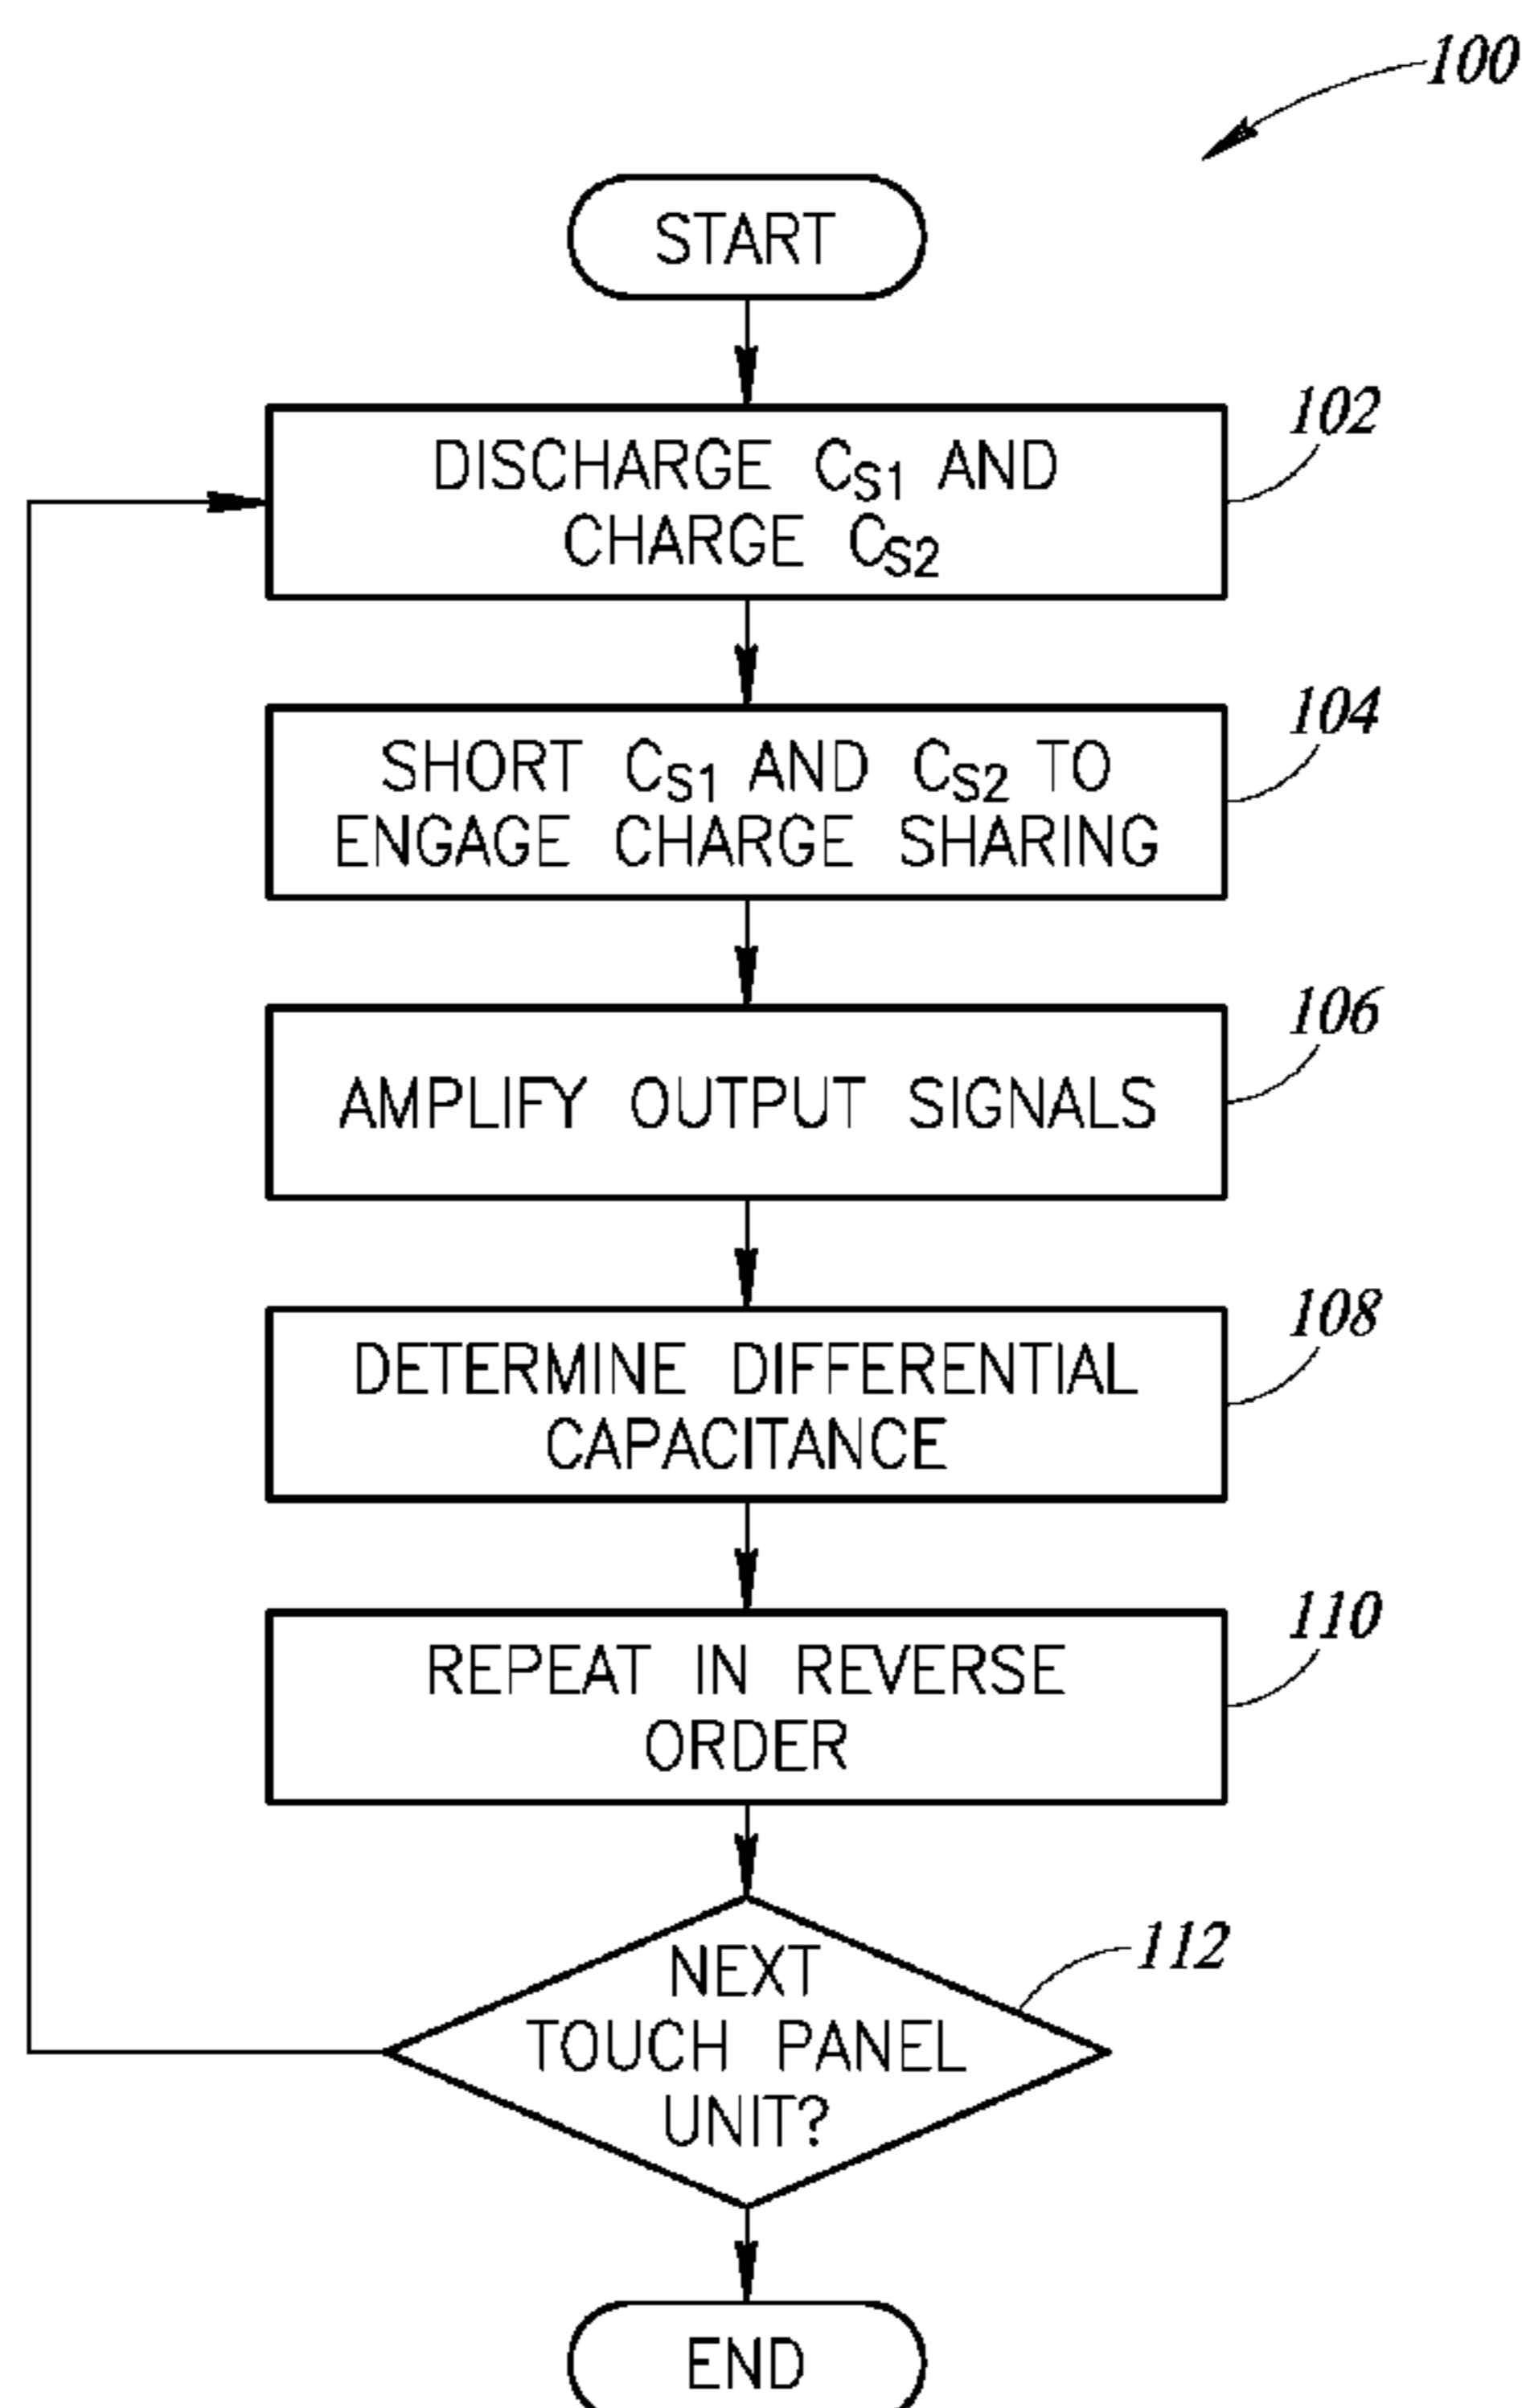 100
START
102
DISCHARGE CS1 AND
CHARGE CS2
104
SHORT CS1 AND CS2 TO
ENGAGE CHARGE SHARING
106
AMPLIFY OUTPUT SIGNALS
108
DETERMINE DIFFERENTIAL
CAPACITANCE
110
REPEAT IN REVERSE
ORDER
112
NEXT
TOUCH PANEL
UNIT?
END